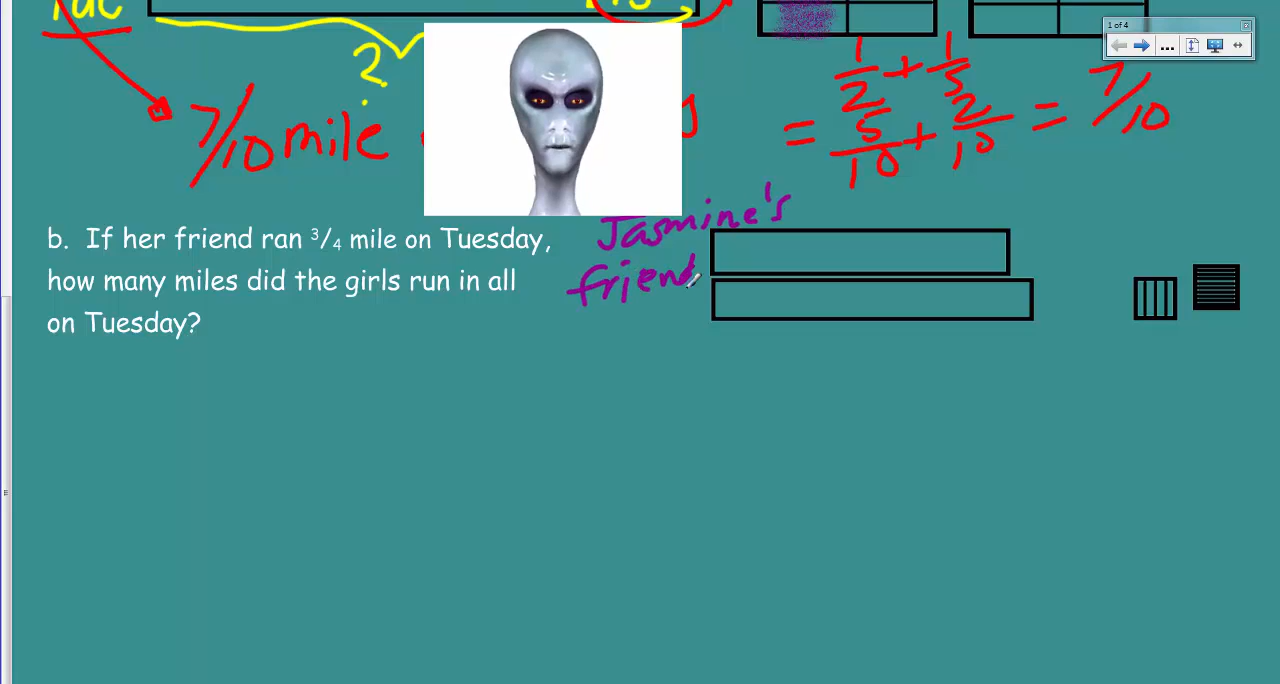 1 of 4
?
1/2 + 1/5
= 5/10 + 2/10 = 7/10
7/10 mile
Jasmine's
b. If her friend ran 3/4 mile on Tuesday,
friend
how many miles did the girls run in all
on Tuesday?